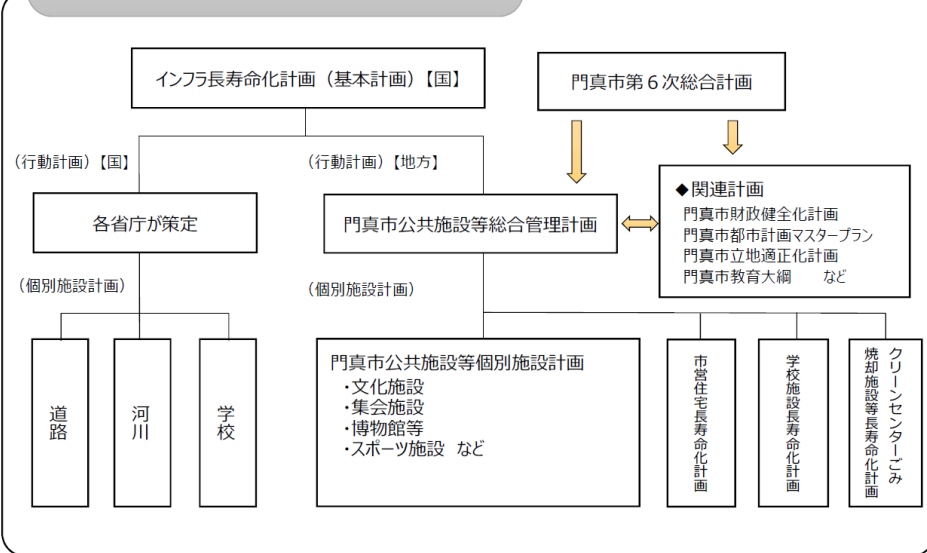 インフラ長寿命化計画（基本計画）【国】
門真市第６次総合計画
（行動計画）【国】
（行動計画）【地方】
各省庁が策定
門真市公共施設等総合管理計画
◆関連計画
門真市財政健全化計画
門真市都市計画マスタープラン
門真市立地適正化計画
門真市教育大綱　など
（個別施設計画）
（個別施設計画）
道路
河川
学校
門真市公共施設等個別施設計画
・文化施設
・集会施設
・博物館等
・スポーツ施設　など
市営住宅長寿命化計画
学校施設長寿命化計画
クリーンセンターごみ
焼却施設等長寿命化計画